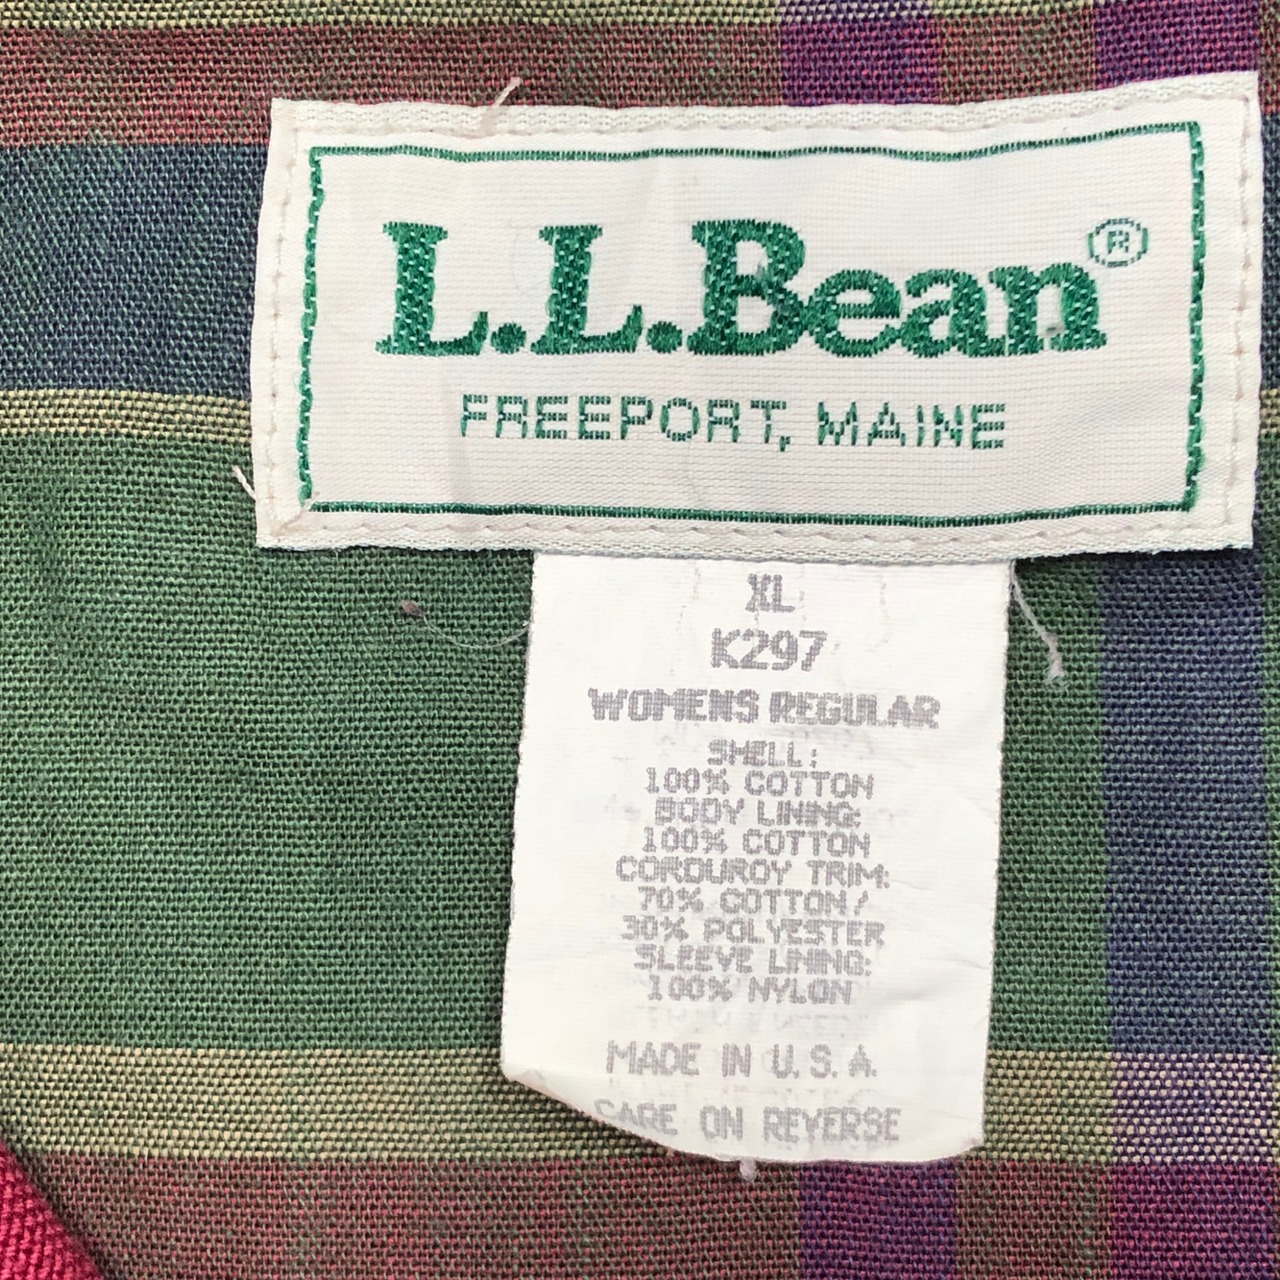 L.L.Bean®
FREEPORT, MAINE
XL
K297
WOMENS REGULAR
SHELL:
100% COTTON
BODY LINING:
100% COTTON
CORDUROY TRIM:
70% COTTON/
30% POLYESTER
SLEEVE LINING:
100% NYLON
MADE IN U.S.A.
CARE ON REVERSE